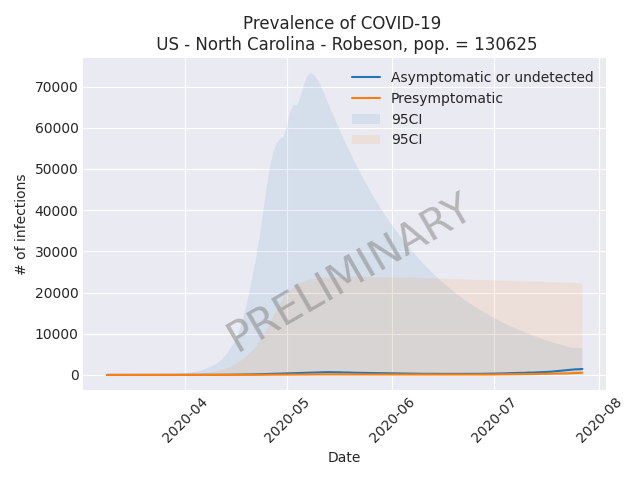 Prevalence of COVID-19
US - North Carolina - Robeson, pop. = 130625
Asymptomatic or undetected
Presymptomatic
95CI
95CI
70000
60000
50000
40000
30000
20000
10000
0
# of infections
PRELIMINARY
2020-04
2020-05
2020-06
2020-07
2020-08
Date